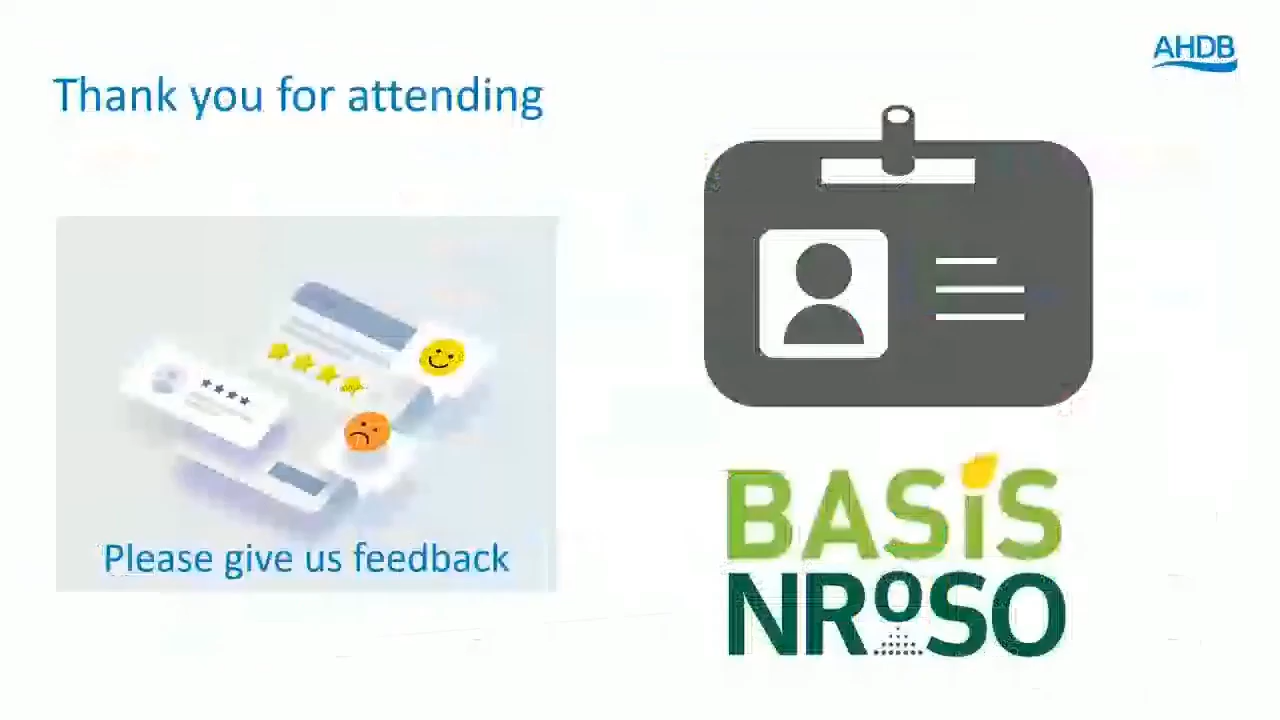 AHDB
Thank you for attending
Please give us feedback
BASIS
NRoSO